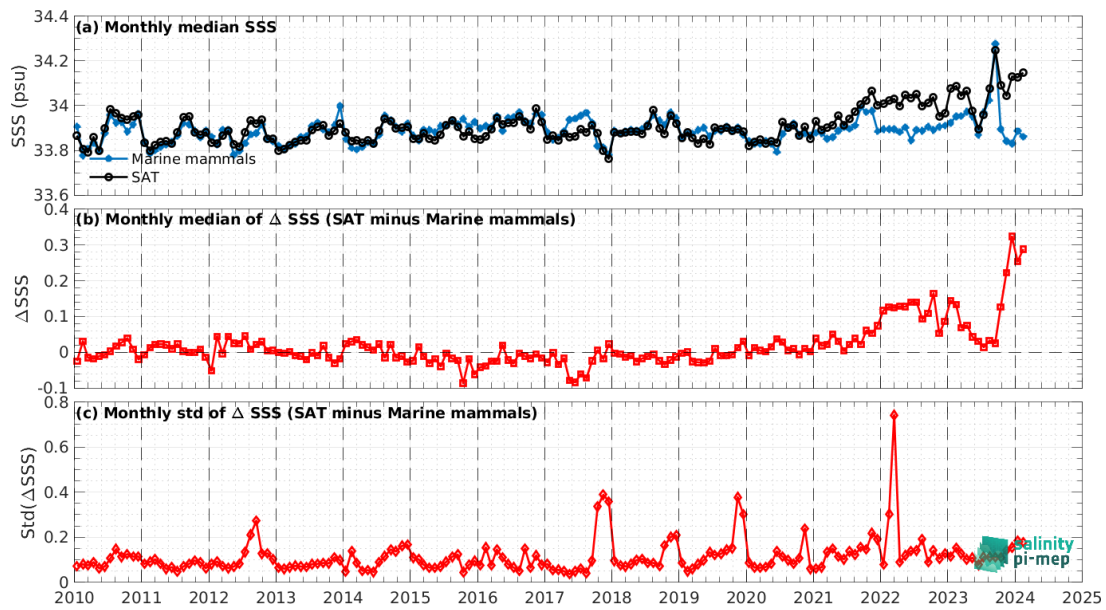 34.4
34.2
34
33.8
33.6
SSS (psu)
(a) Monthly median SSS
Marine mammals
SAT
0.4
0.3
0.2
0.1
0
-0.1
Δ SSS
(b) Monthly median of Δ SSS (SAT minus Marine mammals)
0.8
0.6
0.4
0.2
0
Std(Δ SSS)
(c) Monthly std of Δ SSS (SAT minus Marine mammals)
Salinity
pi-mep
2010 2011 2012 2013 2014 2015 2016 2017 2018 2019 2020 2021 2022 2023 2024 2025